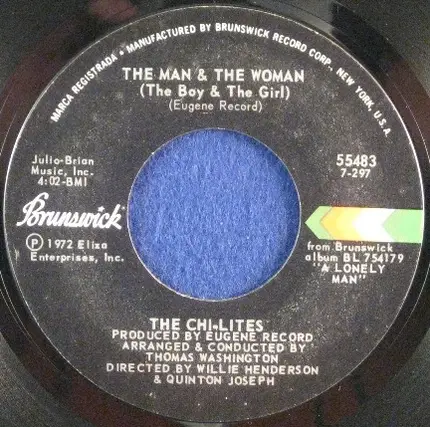 MARCA REGISTRADA • MANUFACTURED BY BRUNSWICK RECORD CORP., NEW YORK, U.S.A.
THE MAN & THE WOMAN
(The Boy & The Girl)
(Eugene Record)
Julio-Brian
Music, Inc.
4:02-BMI
55483
7-297
Brunswick
℗ 1972 Eliza
Enterprises, Inc.
from Brunswick
album BL 754179
"A LONELY
MAN"
THE CHI-LITES
PRODUCED BY EUGENE RECORD
ARRANGED & CONDUCTED BY
THOMAS WASHINGTON
DIRECTED BY WILLIE HENDERSON
& QUINTON JOSEPH